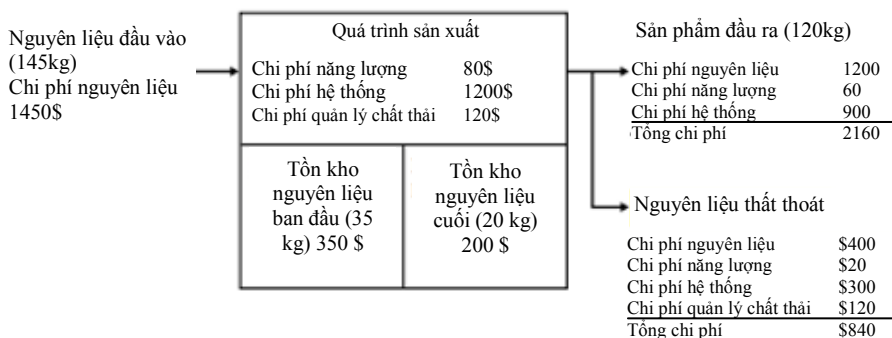 Nguyên liệu đầu vào
(145kg)
Chi phí nguyên liệu
1450$
Quá trình sản xuất
Chi phí năng lượng 80$
Chi phí hệ thống 1200$
Chi phí quản lý chất thải 120$
Tồn kho
nguyên liệu
ban đầu (35
kg) 350 $
Tồn kho
nguyên liệu
cuối (20 kg)
200 $
Sản phẩm đầu ra (120kg)
Chi phí nguyên liệu 1200
Chi phí năng lượng 60
Chi phí hệ thống 900
Tổng chi phí 2160
Nguyên liệu thất thoát
Chi phí nguyên liệu $400
Chi phí năng lượng $20
Chi phí hệ thống $300
Chi phí quản lý chất thải $120
Tổng chi phí $840